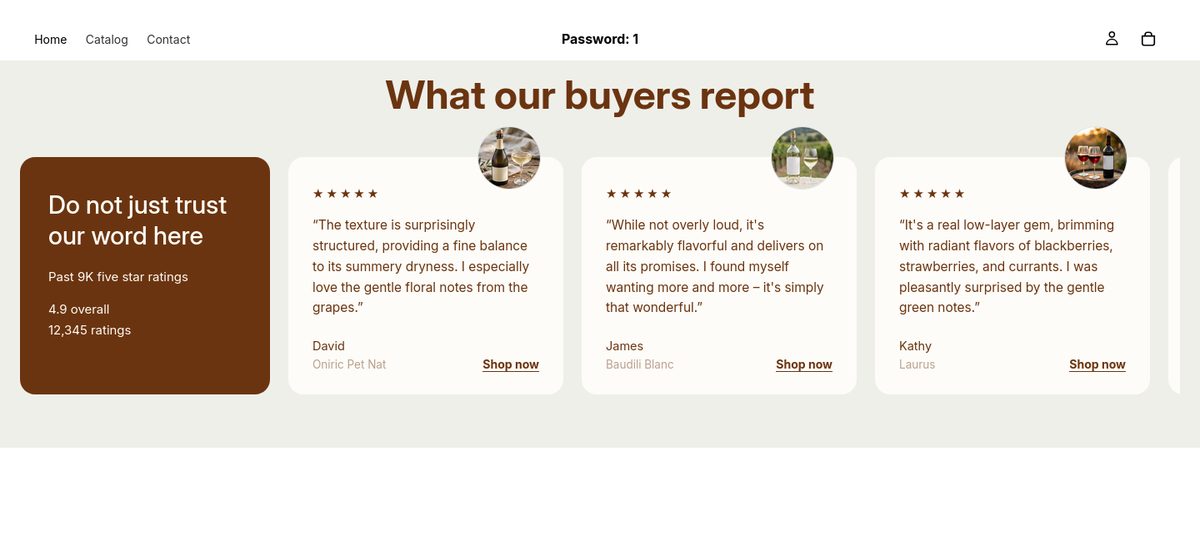 Home Catalog Contact
Password: 1
What our buyers report
Do not just trust
our word here
Past 9K five star ratings
4.9 overall
12,345 ratings
★★★★★
“The texture is surprisingly
structured, providing a fine balance
to its summery dryness. I especially
love the gentle floral notes from the
grapes.”
David
Oniric Pet Nat
Shop now
★★★★★
“While not overly loud, it's
remarkably flavorful and delivers on
all its promises. I found myself
wanting more and more – it's simply
that wonderful.”
James
Baudili Blanc
Shop now
★★★★★
“It's a real low-layer gem, brimming
with radiant flavors of blackberries,
strawberries, and currants. I was
pleasantly surprised by the gentle
green notes.”
Kathy
Laurus
Shop now